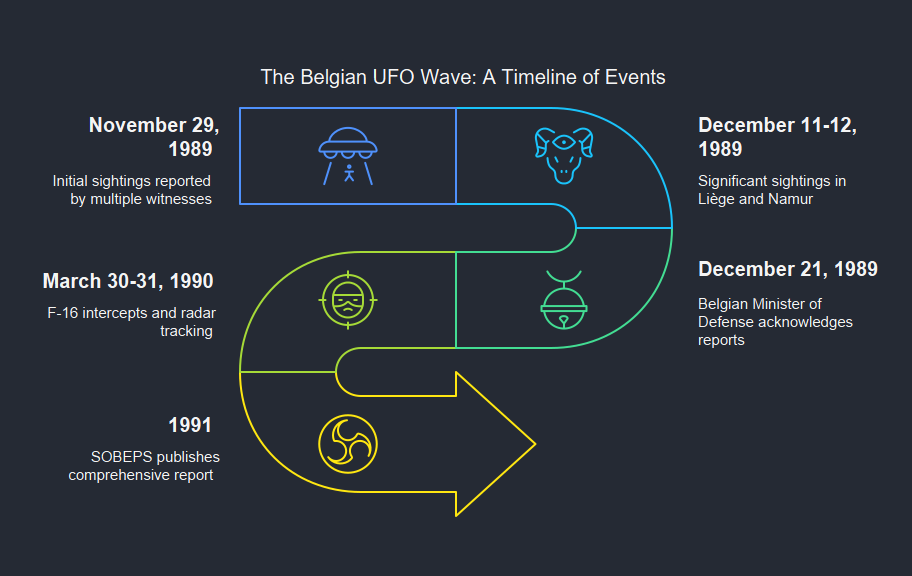 The Belgian UFO Wave: A Timeline of Events
November 29,
1989
Initial sightings reported
by multiple witnesses
December 11-12,
1989
Significant sightings in
Liège and Namur
December 21, 1989
Belgian Minister of
Defense acknowledges
reports
March 30-31, 1990
F-16 intercepts and radar
tracking
1991
SOBEPS publishes
comprehensive report